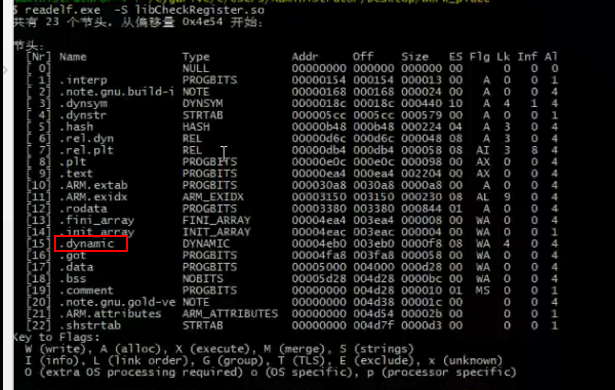 $ readelf.exe -S libCheckRegister.so
共有 23 个节头，从偏移量 0x4e54 开始：
节头：
[Nr] Name Type Addr Off Size ES Flg Lk Inf Al
[ 0] NULL 00000000 000000 000000 00 0 0 0
[ 1] .interp PROGBITS 00000154 000154 000013 00 A 0 0 1
[ 2] .note.gnu.build-i NOTE 00000168 000168 000024 00 A 0 0 4
[ 3] .dynsym DYNSYM 0000018c 00018c 000440 10 A 4 1 4
[ 4] .dynstr STRTAB 000005cc 0005cc 000579 00 A 0 0 1
[ 5] .hash HASH 00000b48 000b48 000224 04 A 3 0 4
[ 6] .rel.dyn REL 00000d6c 000d6c 000048 08 A 3 0 4
[ 7] .rel.plt REL 00000db4 000db4 000058 08 AI 3 8 4
[ 8] .plt PROGBITS 00000e0c 000e0c 000098 00 AX 0 0 4
[ 9] .text PROGBITS 00000ea4 000ea4 002204 00 AX 0 0 4
[10] .ARM.extab PROGBITS 000030a8 0030a8 0000a8 00 A 0 0 4
[11] .ARM.exidx ARM_EXIDX 00003150 003150 000230 08 AL 9 0 4
[12] .rodata PROGBITS 00003380 003380 000844 01 A 0 0 4
[13] .fini_array FINI_ARRAY 00004ea4 003ea4 000008 00 WA 0 0 4
[14] .init_array INIT_ARRAY 00004eac 003eac 000004 00 WA 0 0 4
[15] .dynamic DYNAMIC 00004eb0 003eb0 0000f8 08 WA 4 0 4
[16] .got PROGBITS 00004fa8 003fa8 000058 00 WA 0 0 4
[17] .data PROGBITS 00005000 004000 000d28 00 WA 0 0 4
[18] .bss NOBITS 00005d28 004d28 0000bc 00 WA 0 0 4
[19] .comment PROGBITS 00000000 004d28 000010 01 MS 0 0 1
[20] .note.gnu.gold-ve NOTE 00000000 004d38 00001c 00 0 0 4
[21] .ARM.attributes ARM_ATTRIBUTES 00000000 004d54 00002b 00 0 0 1
[22] .shstrtab STRTAB 00000000 004d7f 0000d3 00 0 0 1
Key to Flags:
W (write), A (alloc), X (execute), M (merge), S (strings)
I (info), L (link order), G (group), T (TLS), E (exclude), x (unknown)
O (extra OS processing required) o (OS specific), p (processor specific)